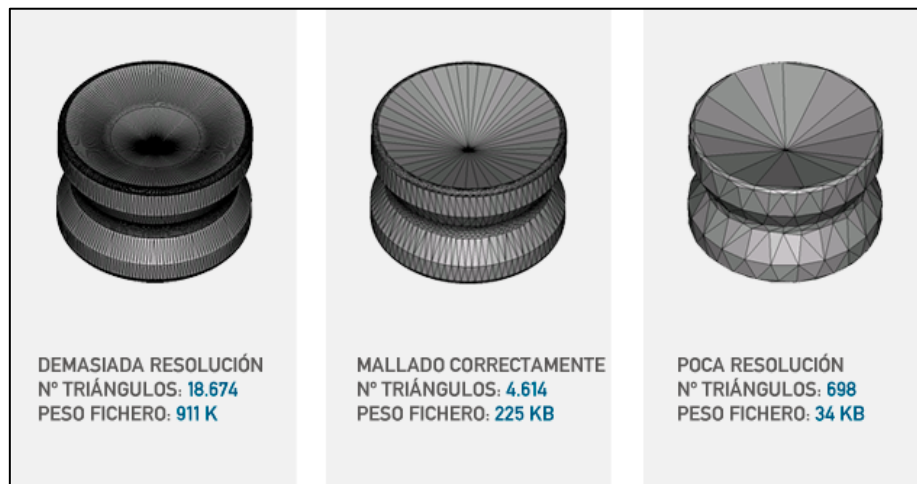 DEMASIADA RESOLUCIÓN
Nº TRIÁNGULOS: 18.674
PESO FICHERO: 911 K
MALLADO CORRECTAMENTE
Nº TRIÁNGULOS: 4.614
PESO FICHERO: 225 KB
POCA RESOLUCIÓN
Nº TRIÁNGULOS: 698
PESO FICHERO: 34 KB